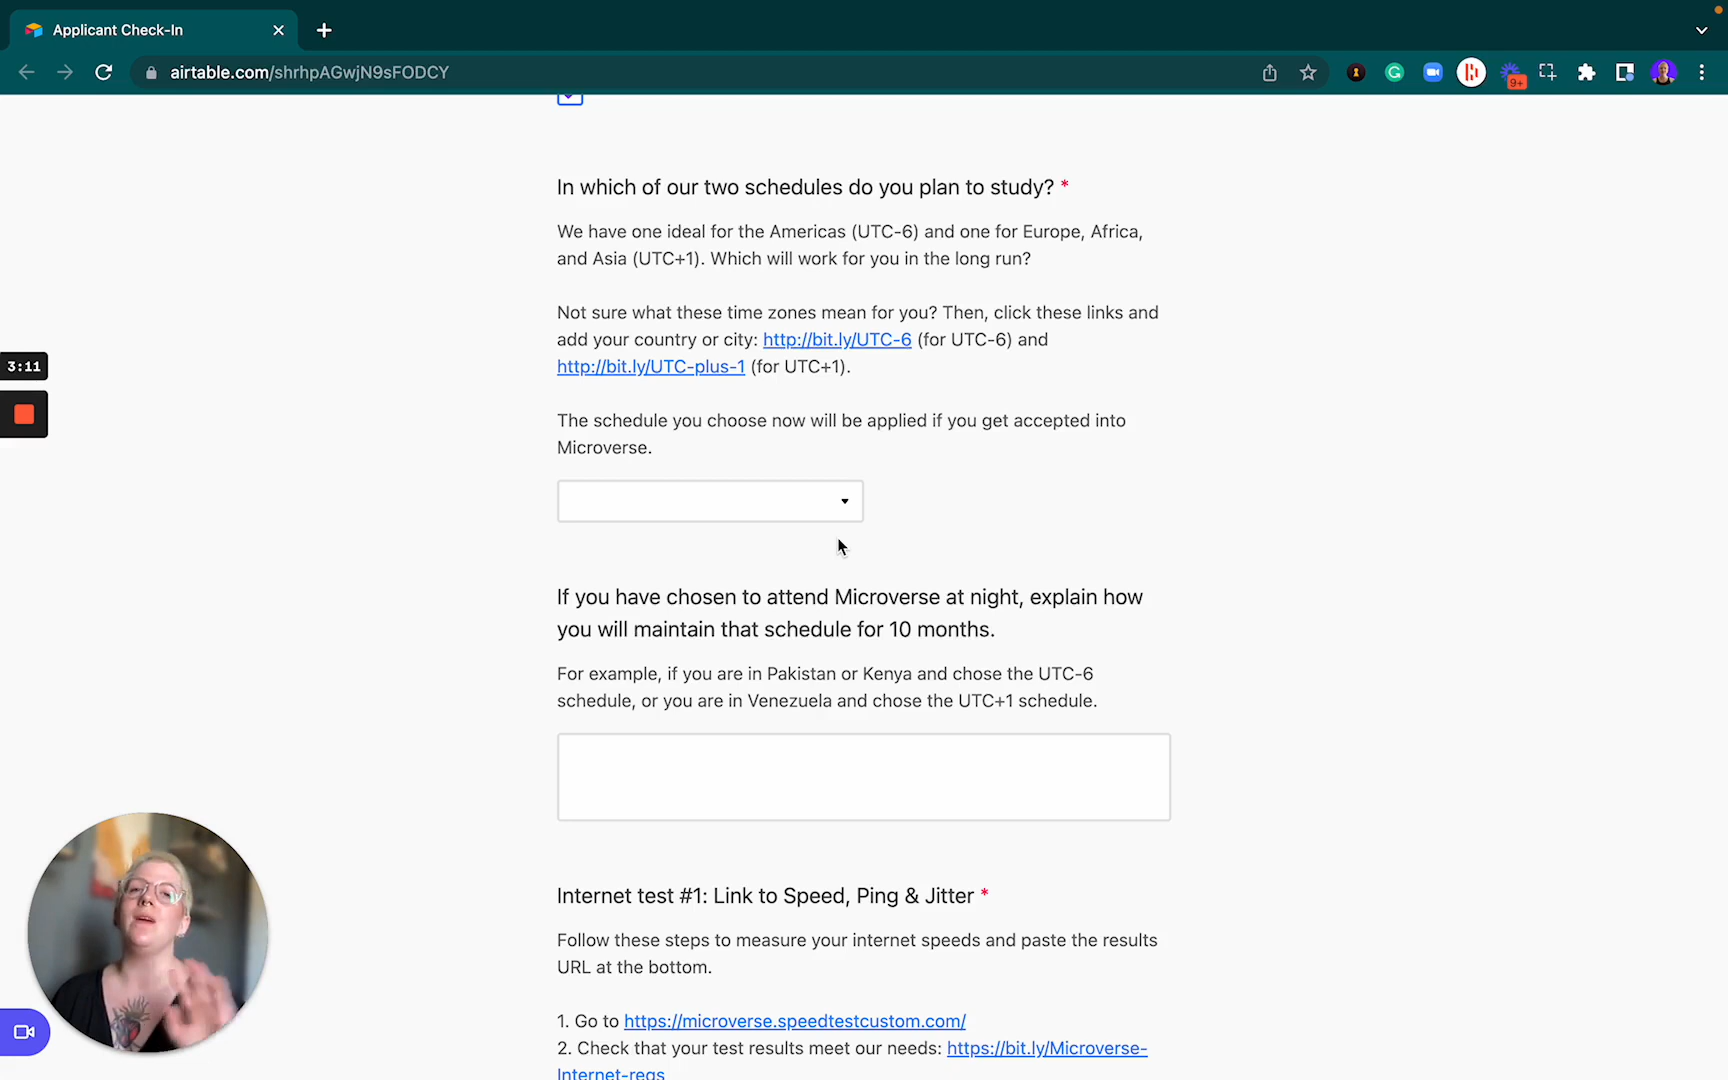 Applicant Check-In
airtable.com/shrhpAGwjN9sFODCY
9+
In which of our two schedules do you plan to study? *
We have one ideal for the Americas (UTC-6) and one for Europe, Africa,
and Asia (UTC+1). Which will work for you in the long run?
Not sure what these time zones mean for you? Then, click these links and
add your country or city: http://bit.ly/UTC-6 (for UTC-6) and
http://bit.ly/UTC-plus-1 (for UTC+1).
3:11
The schedule you choose now will be applied if you get accepted into
Microverse.
If you have chosen to attend Microverse at night, explain how
you will maintain that schedule for 10 months.
For example, if you are in Pakistan or Kenya and chose the UTC-6
schedule, or you are in Venezuela and chose the UTC+1 schedule.
Internet test #1: Link to Speed, Ping & Jitter *
Follow these steps to measure your internet speeds and paste the results
URL at the bottom.
1. Go to https://microverse.speedtestcustom.com/
2. Check that your test results meet our needs: https://bit.ly/Microverse-
Internet-reqs